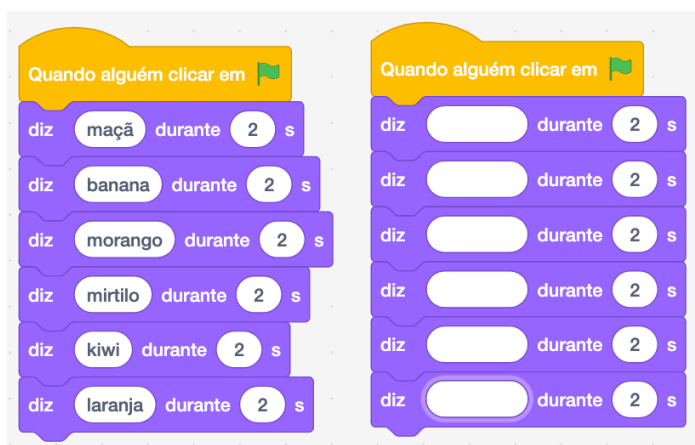 Quando alguém clicar em
diz maçã durante 2 s
diz banana durante 2 s
diz morango durante 2 s
diz mirtilo durante 2 s
diz kiwi durante 2 s
diz laranja durante 2 s
Quando alguém clicar em
diz durante 2 s
diz durante 2 s
diz durante 2 s
diz durante 2 s
diz durante 2 s
diz durante 2 s